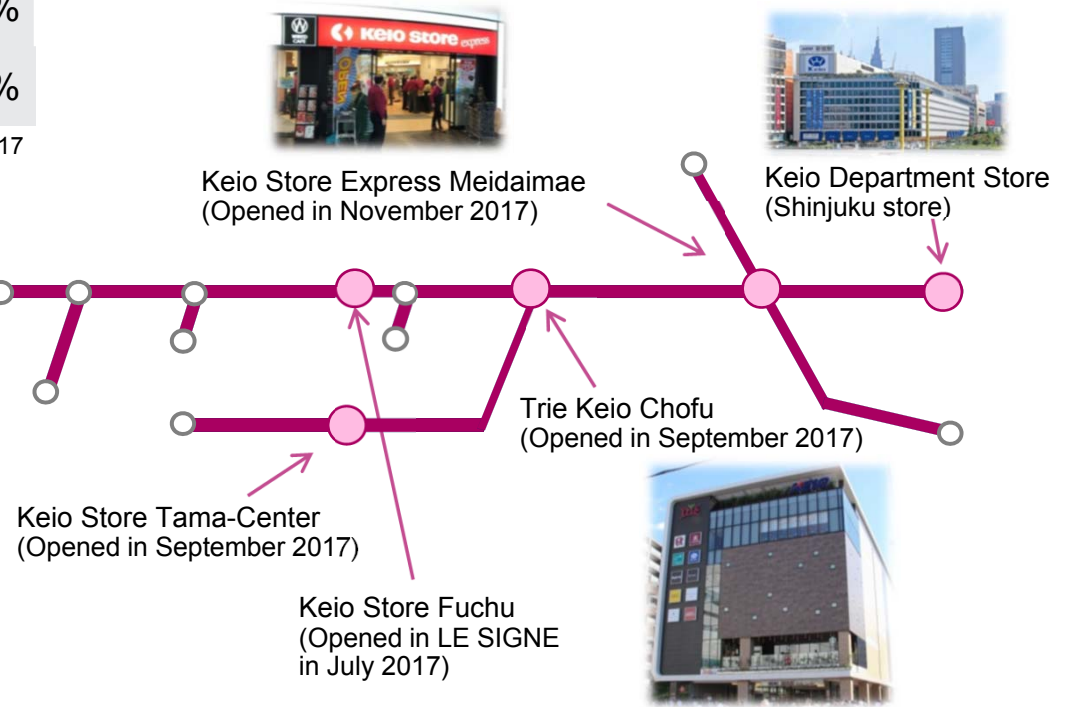 %
%
17
Keio store express
OPEN
Keio
Keio Store Express Meidaimae
(Opened in November 2017)
Keio Department Store
(Shinjuku store)
Trie Keio Chofu
(Opened in September 2017)
Keio Store Tama-Center
(Opened in September 2017)
Keio Store Fuchu
(Opened in LE SIGNE
in July 2017)